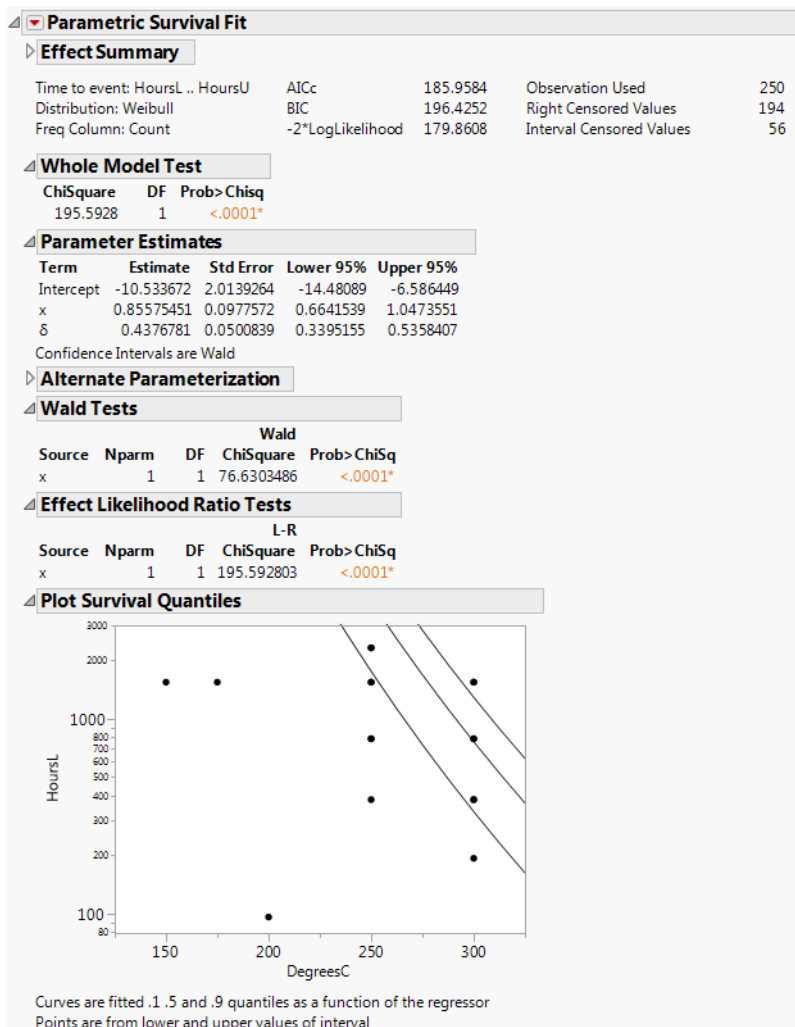 Parametric Survival Fit
Effect Summary
Time to event: HoursL .. HoursU AICc 185.9584 Observation Used 250
Distribution: Weibull BIC 196.4252 Right Censored Values 194
Freq Column: Count -2*LogLikelihood 179.8608 Interval Censored Values 56
Whole Model Test
ChiSquare DF Prob>Chisq
195.5928 1 <.0001*
Parameter Estimates
Term Estimate Std Error Lower 95% Upper 95%
Intercept -10.533672 2.0139264 -14.48089 -6.586449
x 0.85575451 0.0977572 0.6641539 1.0473551
δ 0.4376781 0.0500839 0.3395155 0.5358407
Confidence Intervals are Wald
Alternate Parameterization
Wald Tests
Wald
Source Nparm DF ChiSquare Prob>ChiSq
x 1 1 76.6303486 <.0001*
Effect Likelihood Ratio Tests
L-R
Source Nparm DF ChiSquare Prob>ChiSq
x 1 1 195.592803 <.0001*
Plot Survival Quantiles
3000
2000
1000
800
700
600
500
400
300
200
100
80
HoursL
150 200 250 300
DegreesC
Curves are fitted .1 .5 and .9 quantiles as a function of the regressor
Points are from lower and upper values of interval